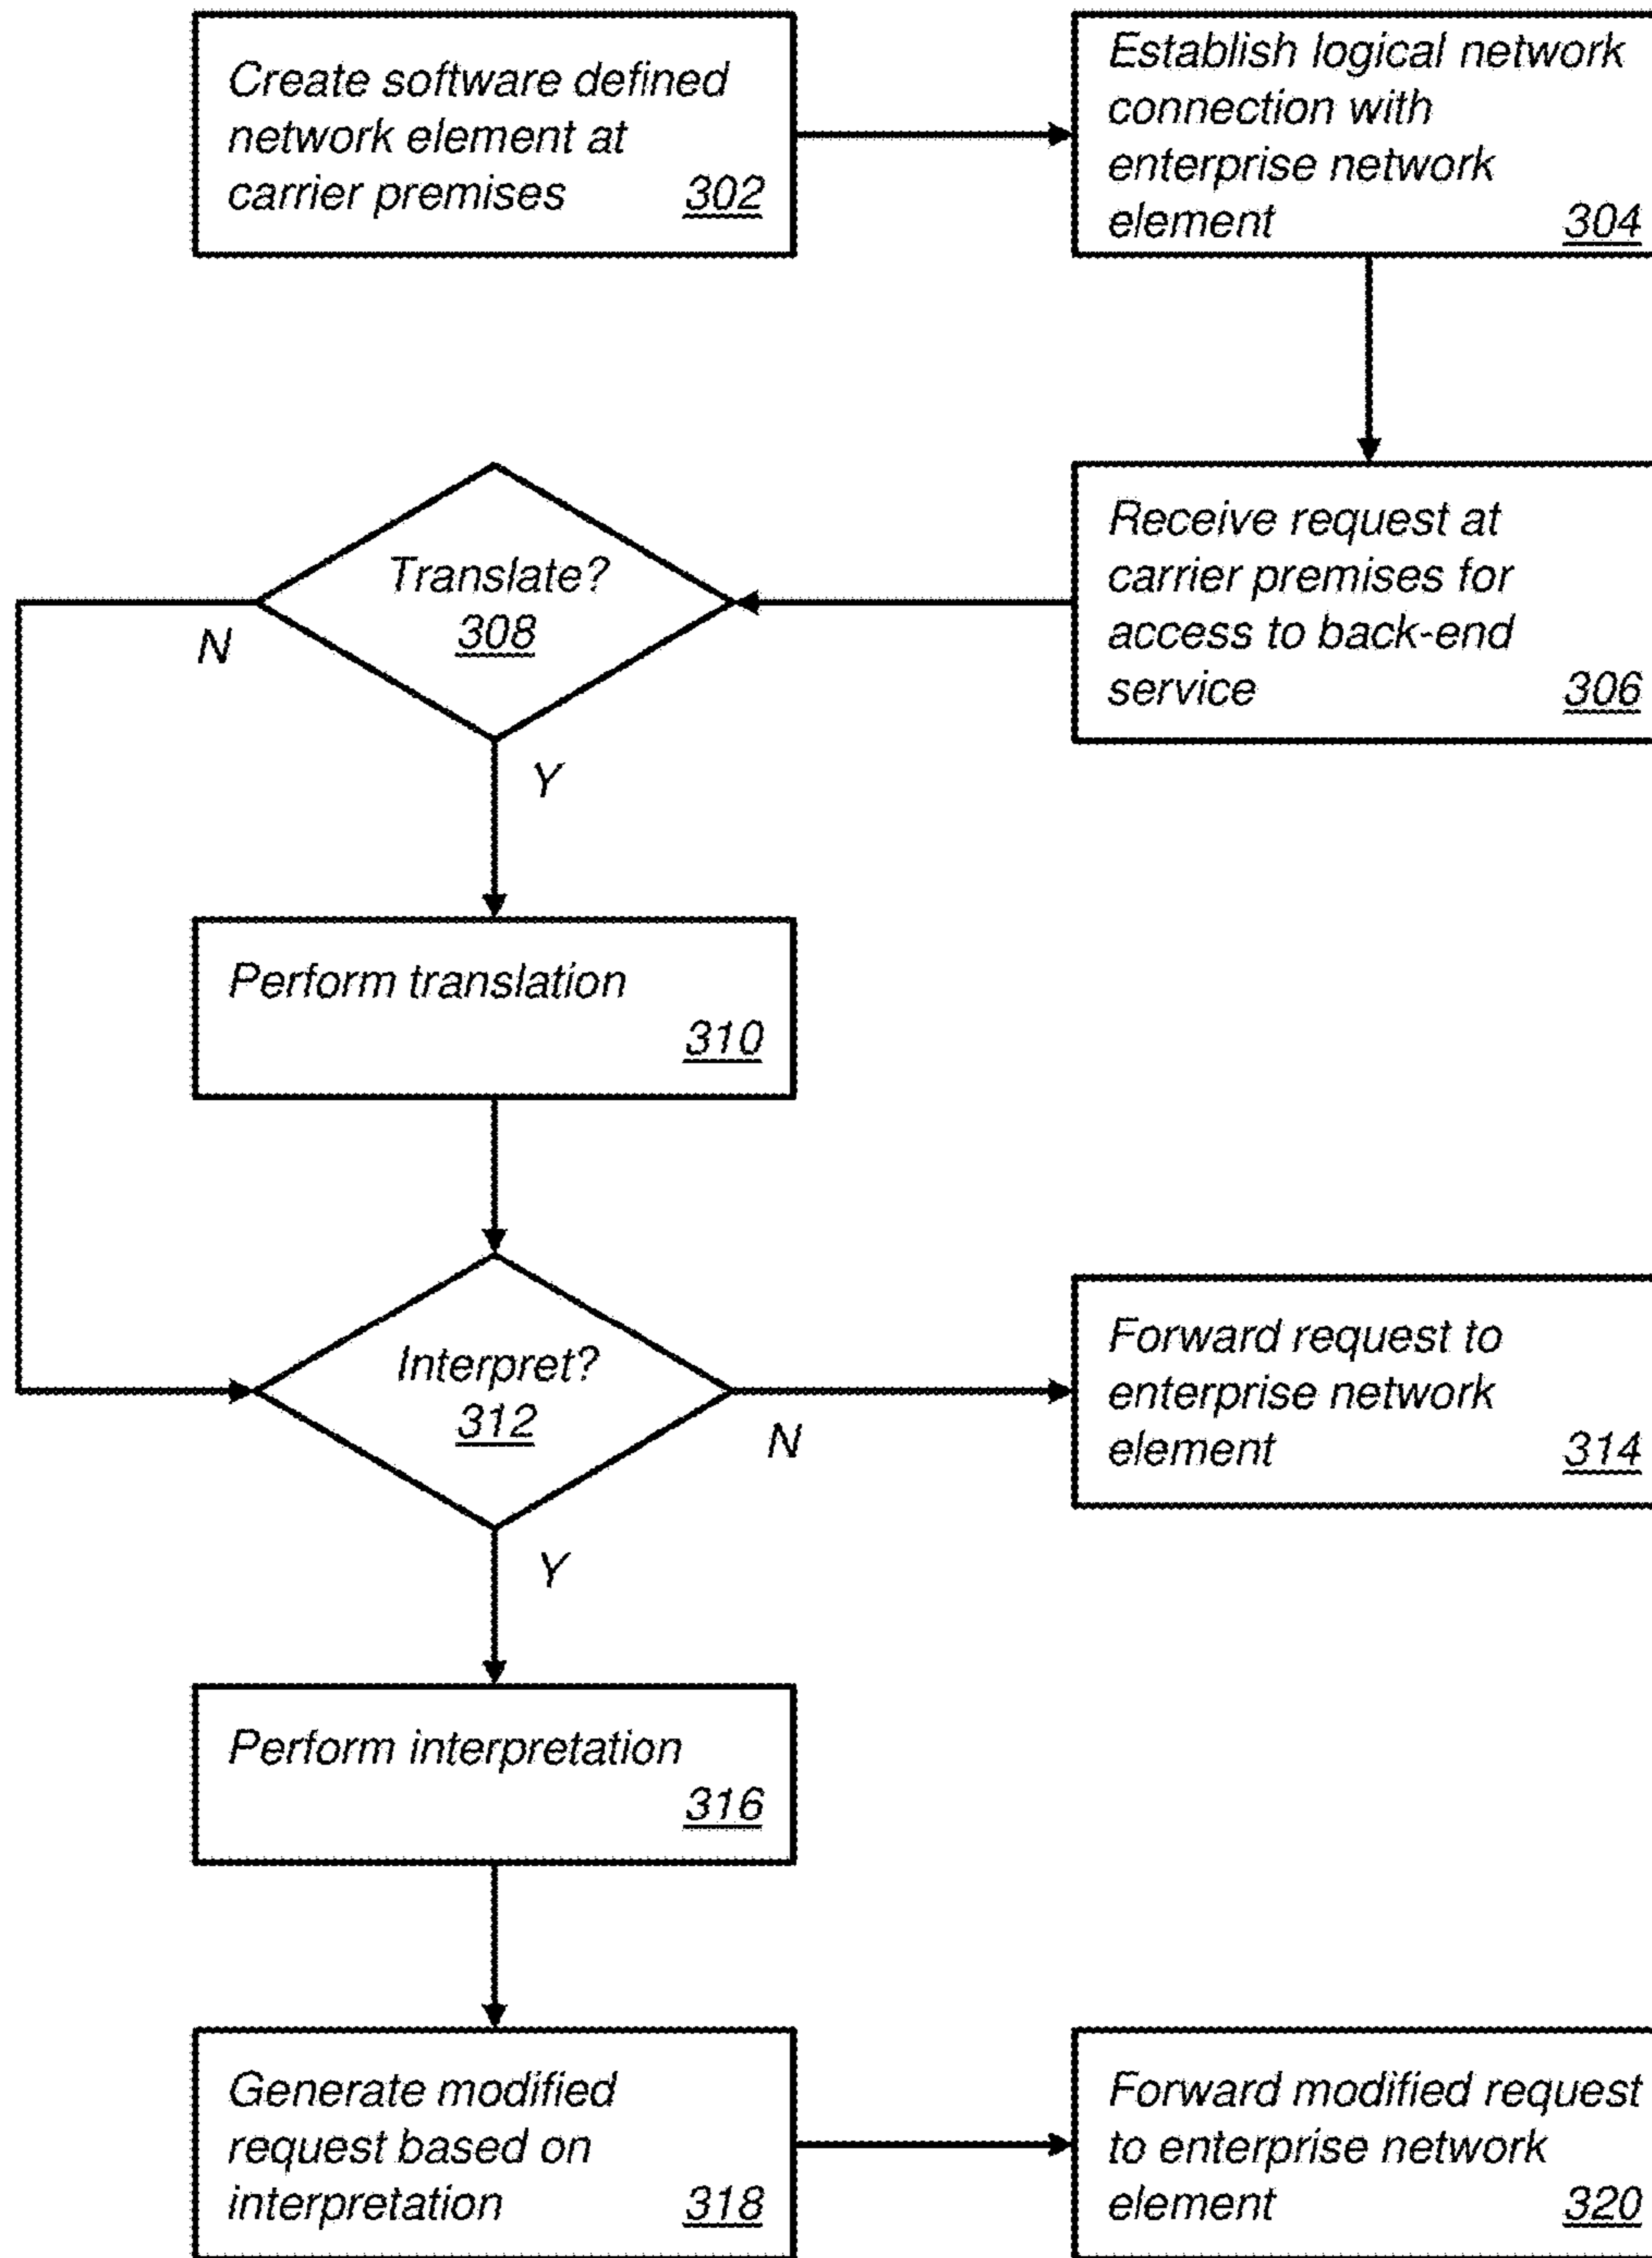 Create software defined
network element at
carrier premises 302
Establish logical network
connection with
enterprise network
element 304
Receive request at
carrier premises for
access to back-end
service 306
Translate?
308
N
Y
Perform translation
310
Interpret?
312
N
Y
Forward request to
enterprise network
element 314
Perform interpretation
316
Generate modified
request based on
interpretation 318
Forward modified request
to enterprise network
element 320